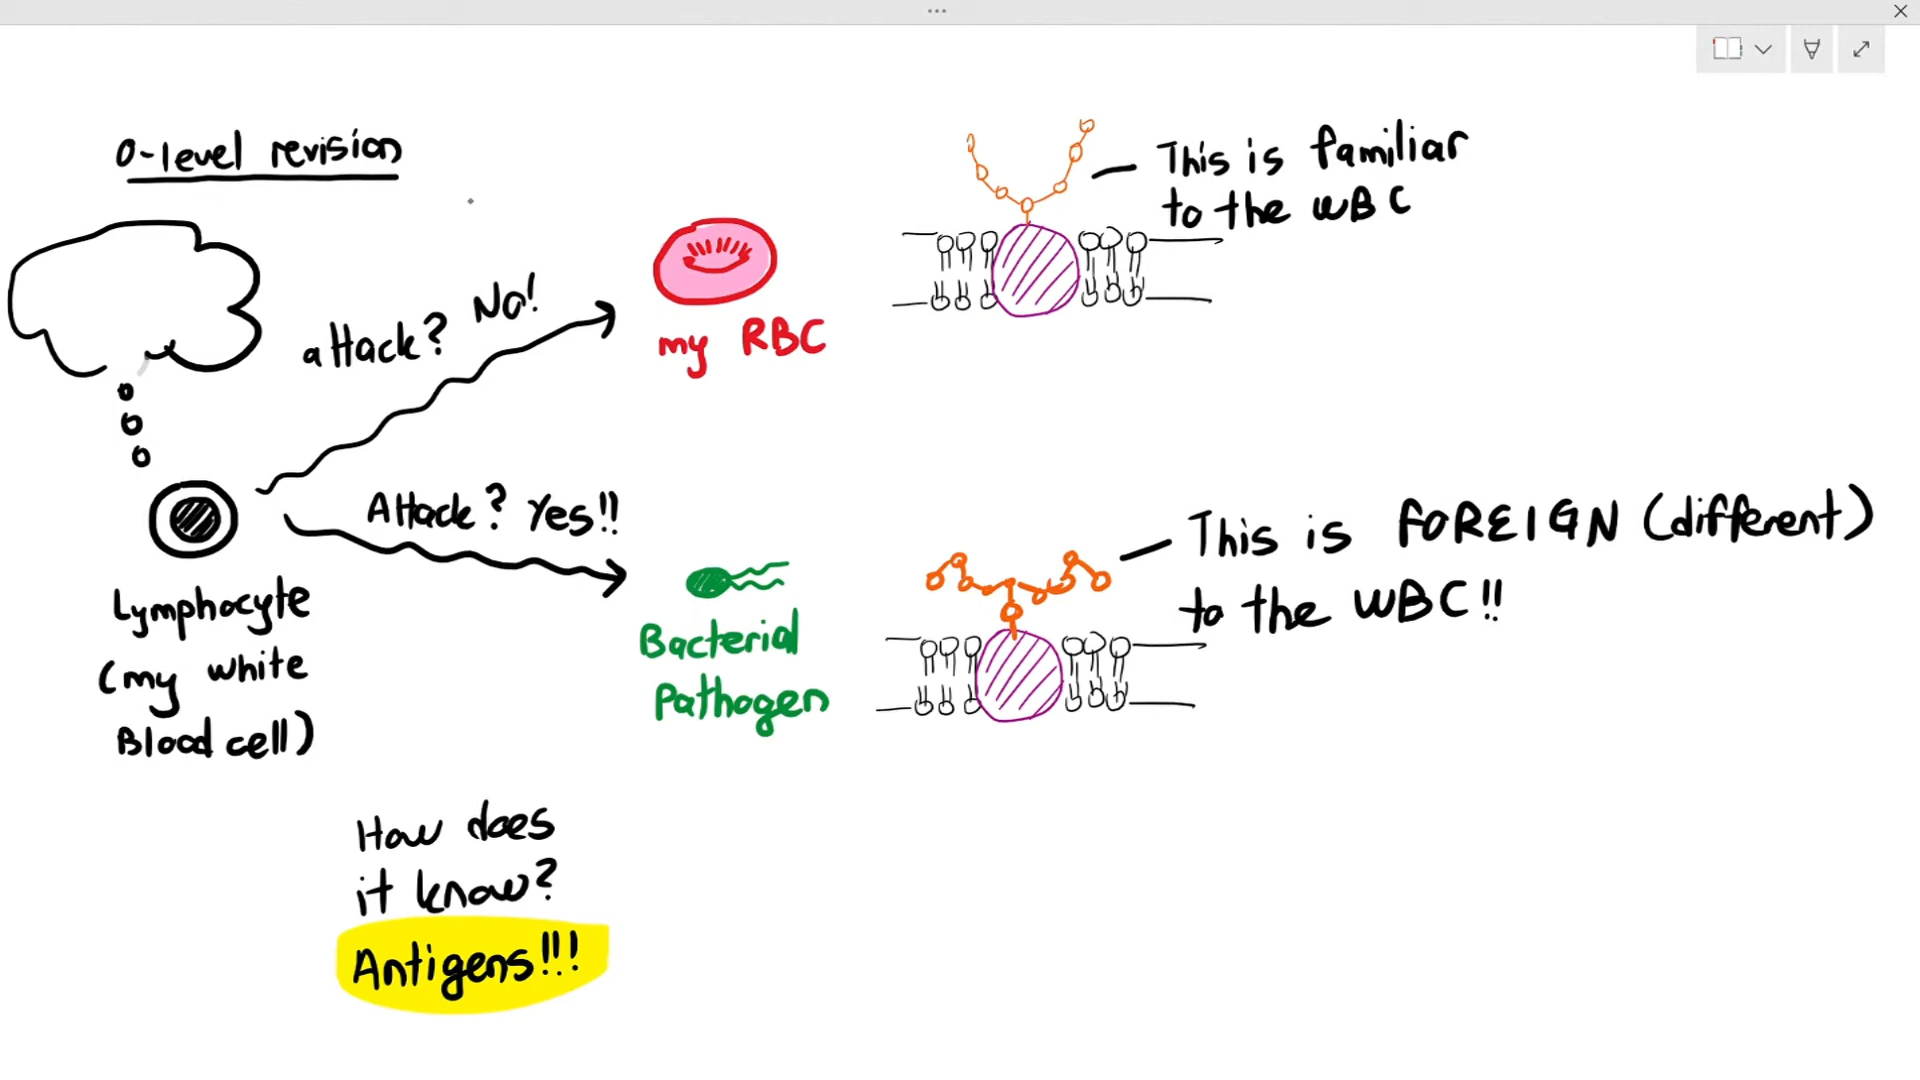 O-level revision
This is familiar
to the WBC
attack? No!
my RBC
Attack? Yes!!
This is FOREIGN (different)
to the WBC!!
Lymphocyte
(my white
Blood cell)
Bacterial
Pathogen
How does
it know?
Antigens!!!